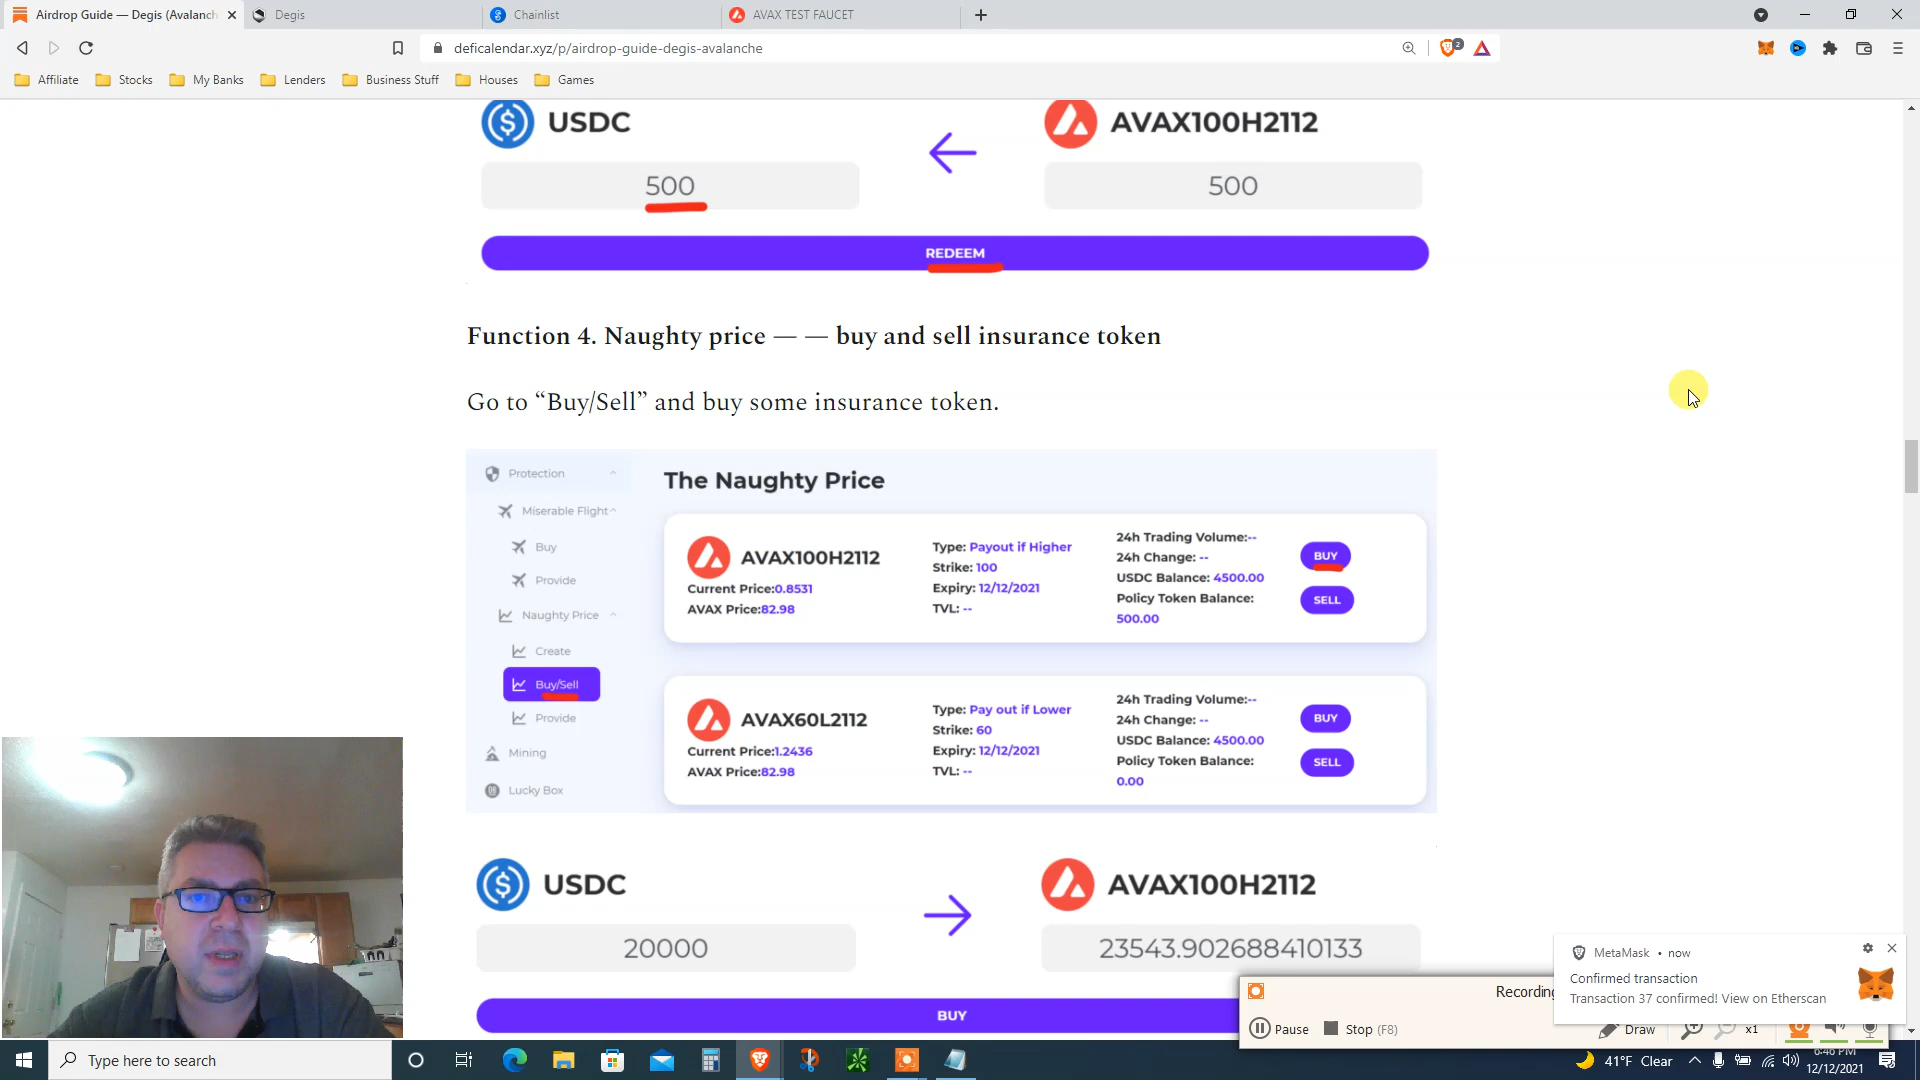 Airdrop Guide — Degis (Avalanch
Degis
Chainlist
AVAX TEST FAUCET
deficalendar.xyz/p/airdrop-guide-degis-avalanche
2
Affiliate
Stocks
My Banks
Lenders
Business Stuff
Houses
Games
USDC
AVAX100H2112
500
500
REDEEM
Function 4. Naughty price — — buy and sell insurance token
Go to “Buy/Sell” and buy some insurance token.
Protection
Miserable Flight
Buy
Provide
Naughty Price
Create
Buy/Sell
Provide
Mining
Lucky Box
The Naughty Price
AVAX100H2112
Current Price:0.8531
AVAX Price:82.98
Type: Payout if Higher
Strike: 100
Expiry: 12/12/2021
TVL: --
24h Trading Volume:--
24h Change: --
USDC Balance: 4500.00
Policy Token Balance:
500.00
BUY
SELL
AVAX60L2112
Current Price:1.2436
AVAX Price:82.98
Type: Pay out if Lower
Strike: 60
Expiry: 12/12/2021
TVL: --
24h Trading Volume:--
24h Change: --
USDC Balance: 4500.00
Policy Token Balance:
0.00
BUY
SELL
USDC
AVAX100H2112
20000
23543.902688410133
BUY
Recording
Pause
Stop (F8)
Draw
x1
MetaMask • now
Confirmed transaction
Transaction 37 confirmed! View on Etherscan
Type here to search
41°F Clear
6:46 PM
12/12/2021